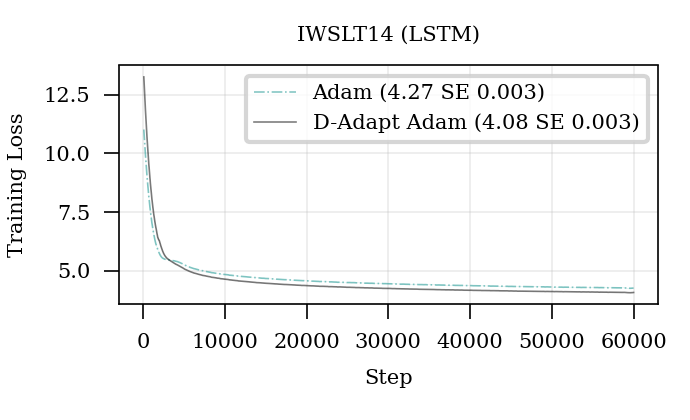 IWSLT14 (LSTM)
Adam (4.27 SE 0.003)
D-Adapt Adam (4.08 SE 0.003)
Training Loss
12.5
10.0
7.5
5.0
0 10000 20000 30000 40000 50000 60000
Step